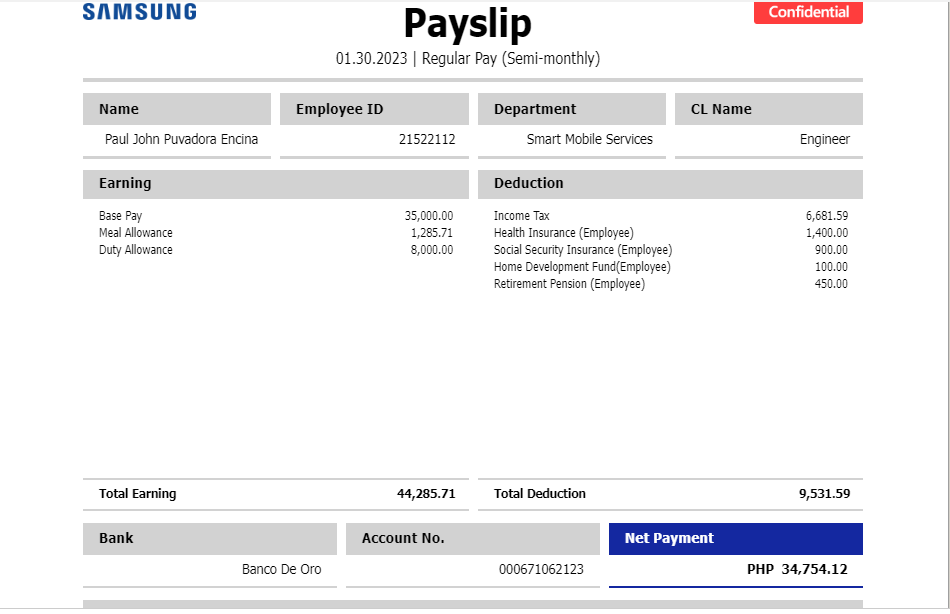 SAMSUNG
Payslip
Confidential
01.30.2023 | Regular Pay (Semi-monthly)
Name Employee ID Department CL Name
Paul John Puvadora Encina 21522112 Smart Mobile Services Engineer
Earning Deduction
Base Pay 35,000.00 Income Tax 6,681.59
Meal Allowance 1,285.71 Health Insurance (Employee) 1,400.00
Duty Allowance 8,000.00 Social Security Insurance (Employee) 900.00
Home Development Fund(Employee) 100.00
Retirement Pension (Employee) 450.00
Total Earning 44,285.71 Total Deduction 9,531.59
Bank Account No. Net Payment
Banco De Oro 000671062123 PHP 34,754.12